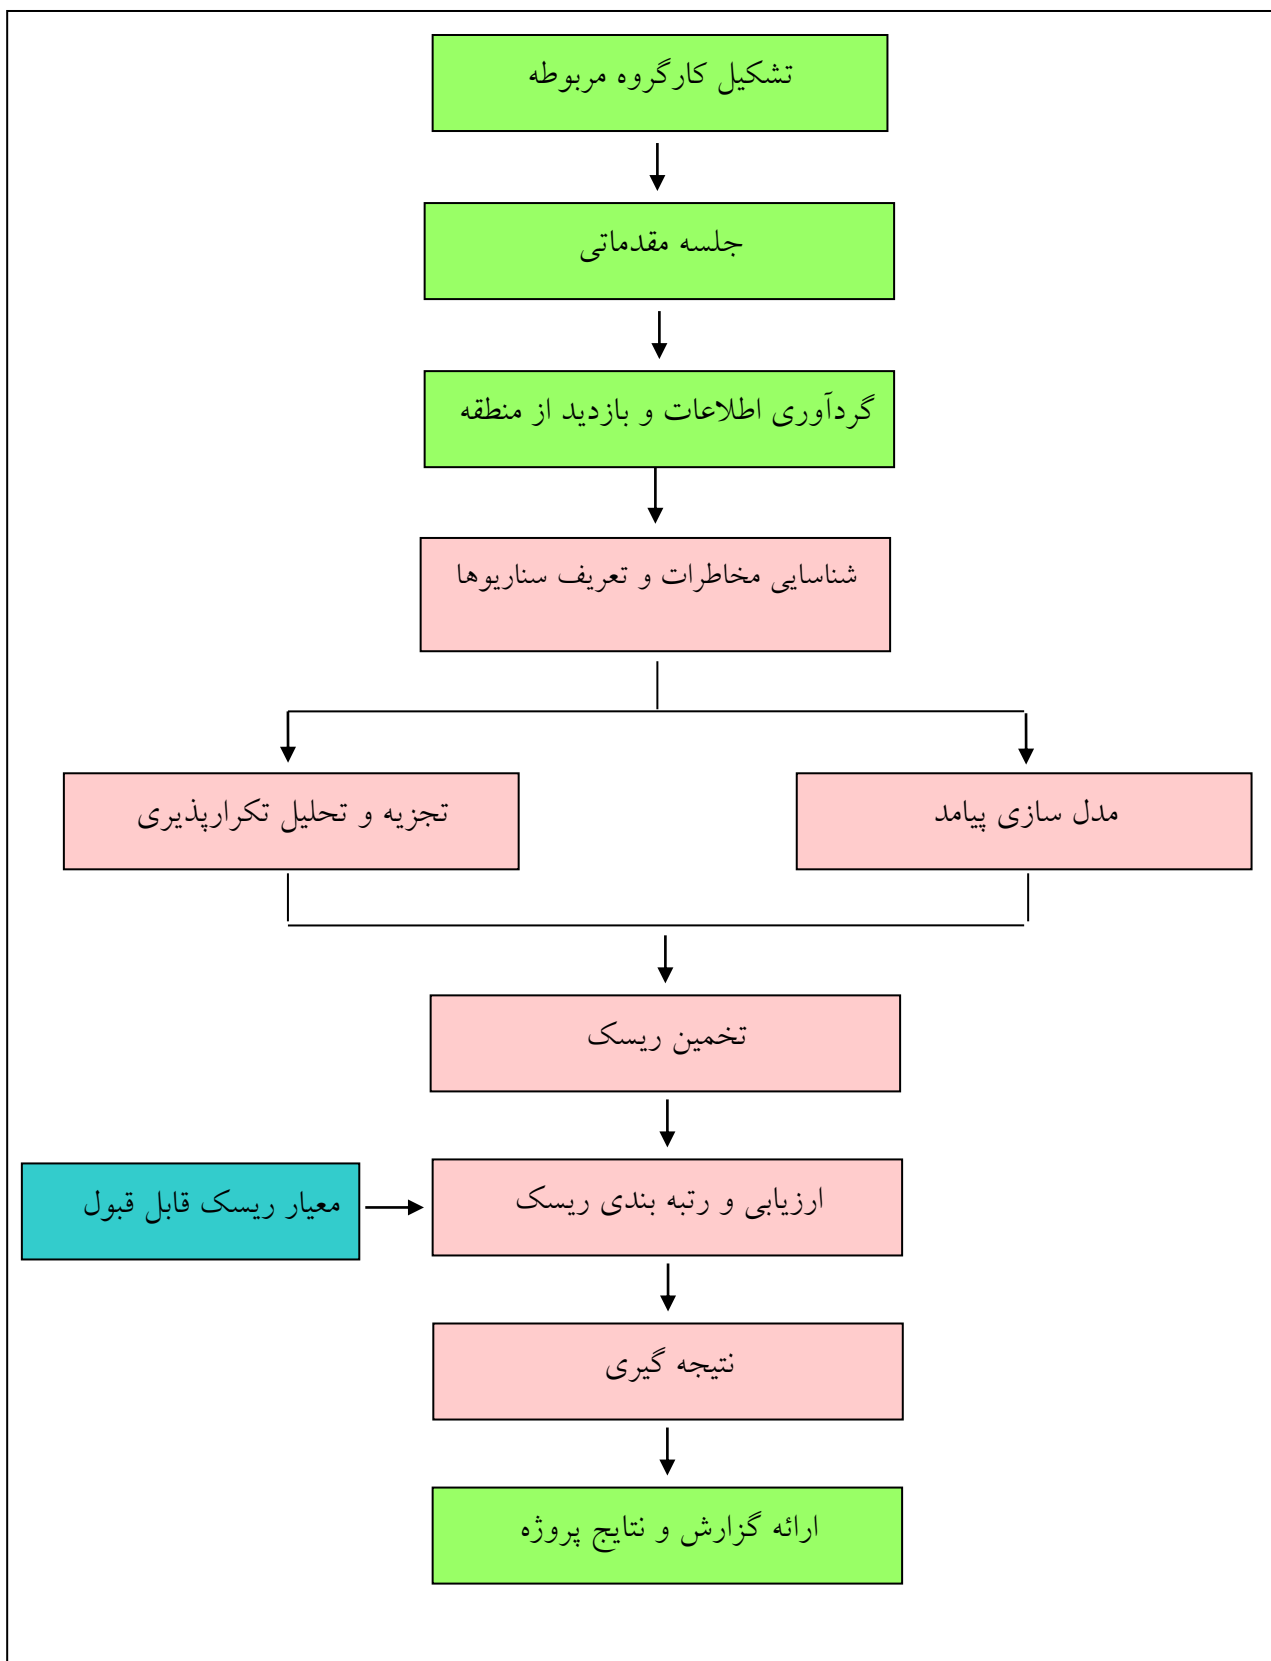 تشکیل کارگروه مربوطه
جلسه مقدماتی
گردآوری اطلاعات و بازدید از منطقه
شناسایی مخاطرات و تعریف سناریوها
مدل سازی پیامد
تجزیه و تحلیل تکرارپذیری
تخمین ریسک
ارزیابی و رتبه بندی ریسک
معیار ریسک قابل قبول
نتیجه گیری
ارائه گزارش و نتایج پروژه